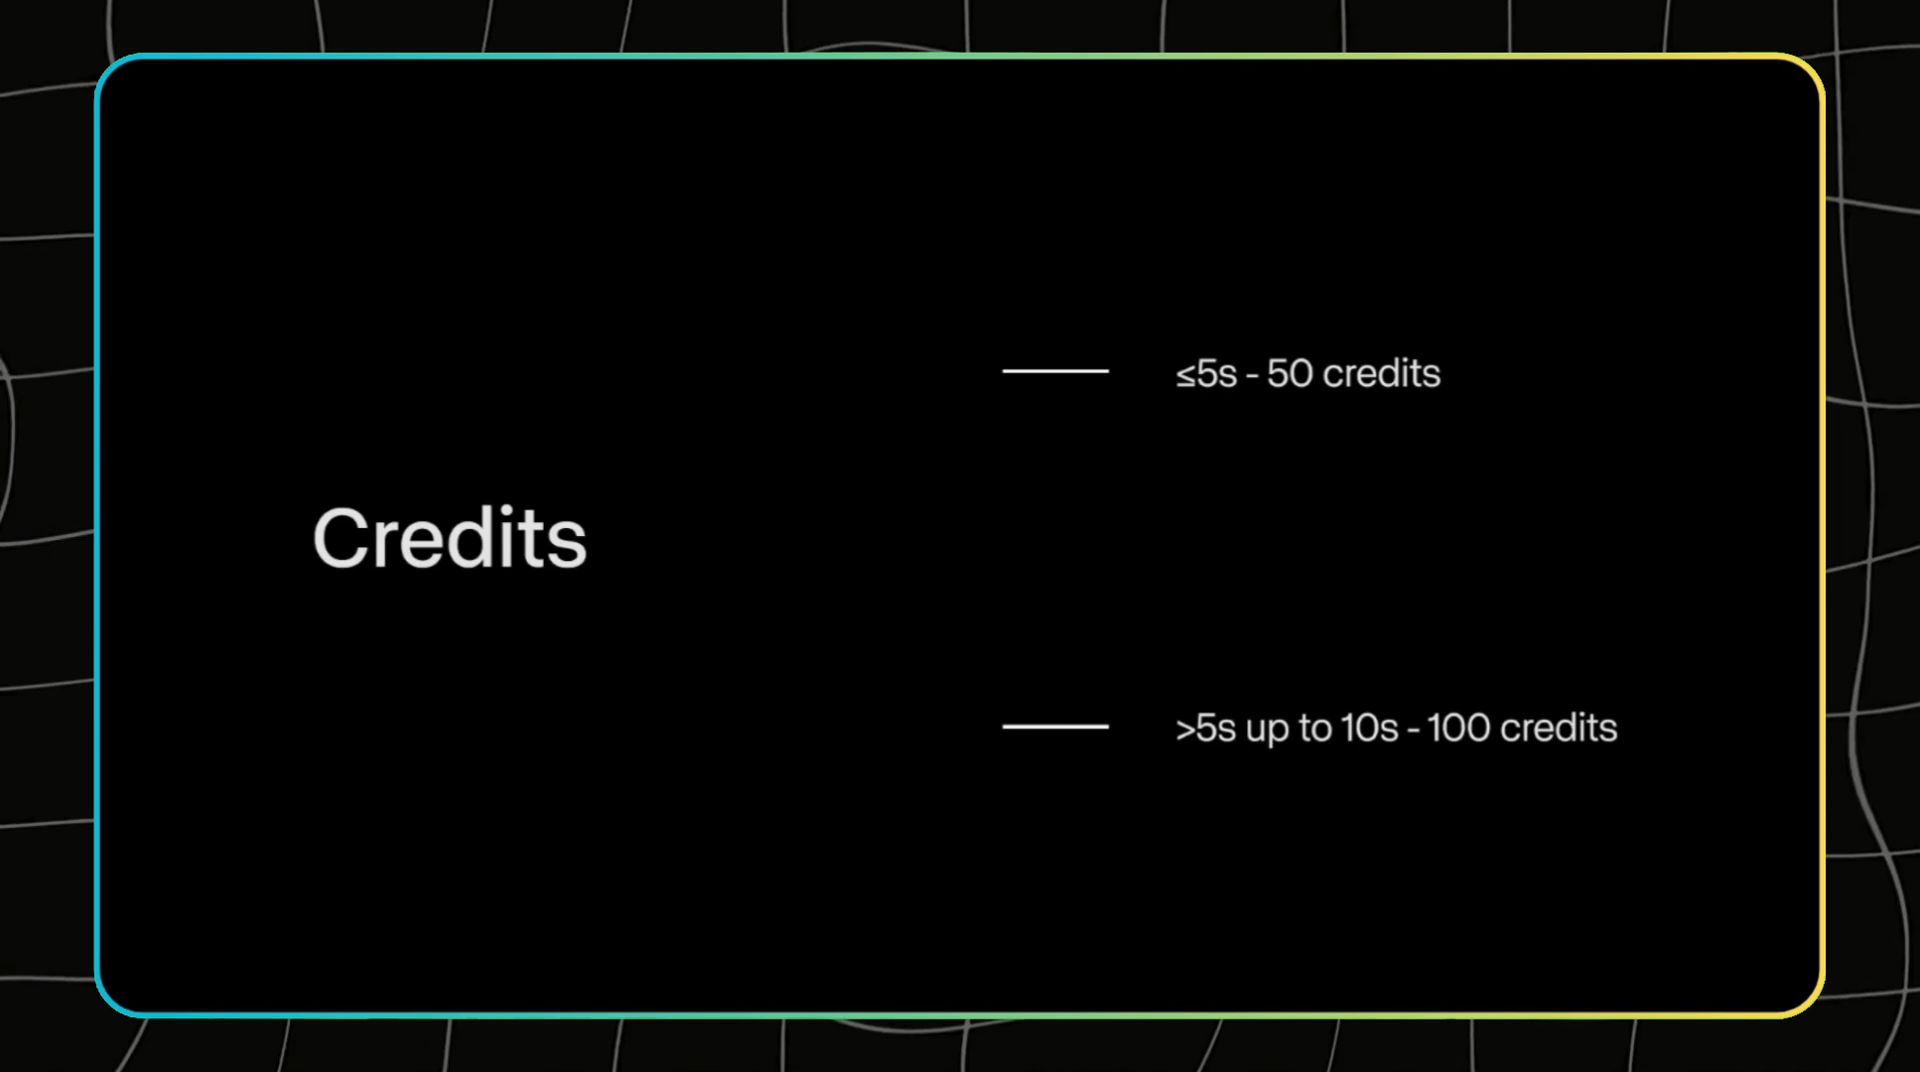 Credits
≤5s - 50 credits
>5s up to 10s - 100 credits